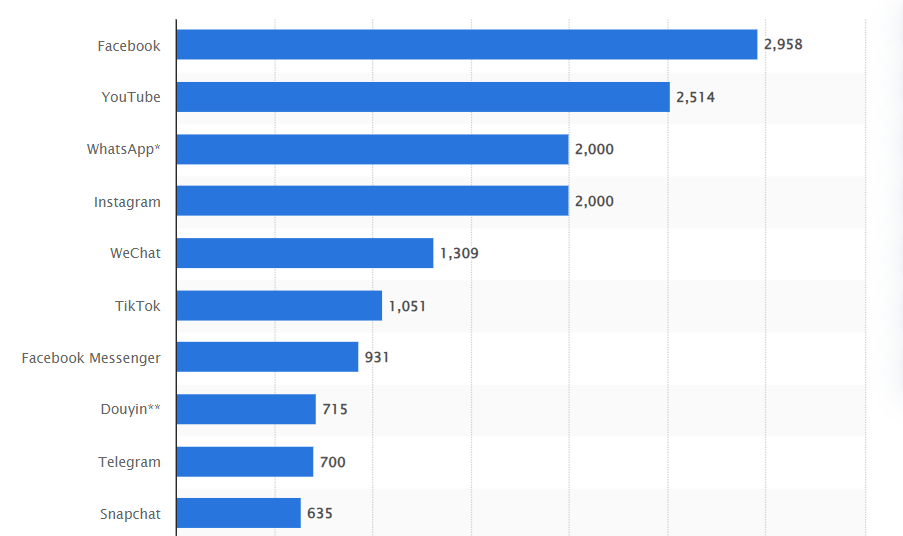 Facebook 2,958
YouTube 2,514
WhatsApp* 2,000
Instagram 2,000
WeChat 1,309
TikTok 1,051
Facebook Messenger 931
Douyin** 715
Telegram 700
Snapchat 635